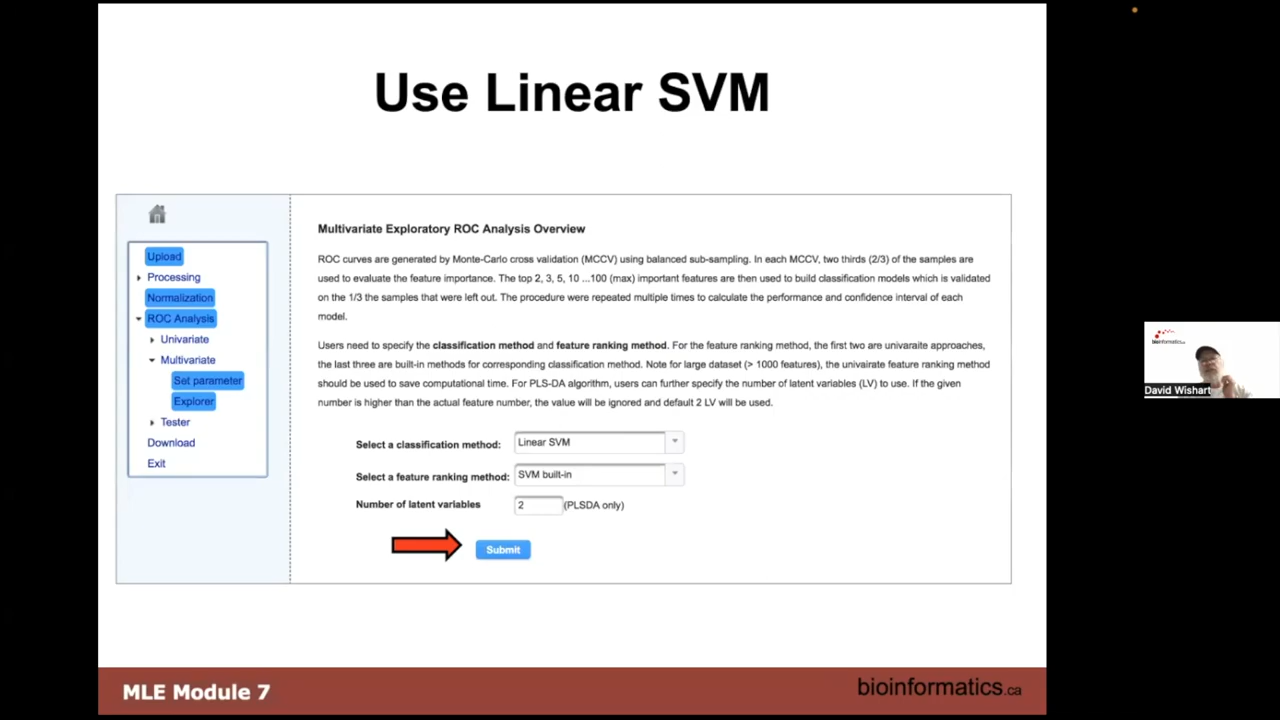 Use Linear SVM
Upload
Processing
Normalization
ROC Analysis
Univariate
Multivariate
Set parameter
Explorer
Tester
Download
Exit
Multivariate Exploratory ROC Analysis Overview
ROC curves are generated by Monte-Carlo cross validation (MCCV) using balanced sub-sampling. In each MCCV, two thirds (2/3) of the samples are
used to evaluate the feature importance. The top 2, 3, 5, 10 ...100 (max) important features are then used to build classification models which is validated
on the 1/3 the samples that were left out. The procedure were repeated multiple times to calculate the performance and confidence interval of each
model.
Users need to specify the classification method and feature ranking method. For the feature ranking method, the first two are univaraite approaches,
the last three are built-in methods for corresponding classification method. Note for large dataset (> 1000 features), the univairate feature ranking method
should be used to save computational time. For PLS-DA algorithm, users can further specify the number of latent variables (LV) to use. If the given
number is higher than the actual feature number, the value will be ignored and default 2 LV will be used.
Select a classification method: Linear SVM
Select a feature ranking method: SVM built-in
Number of latent variables 2 (PLSDA only)
Submit
bioinformatics.ca
David Wishart
MLE Module 7
bioinformatics.ca